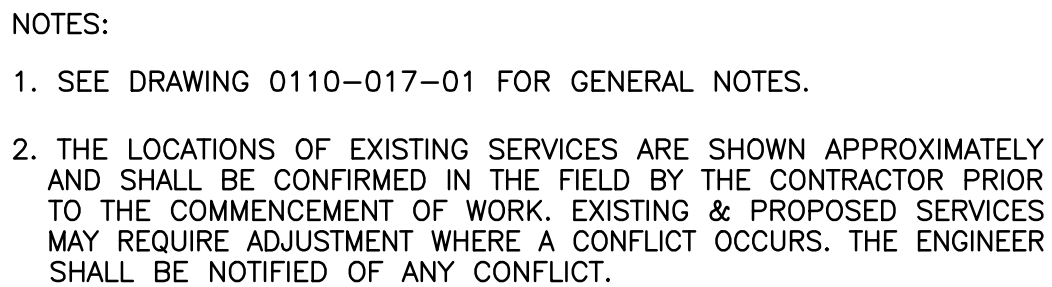 NOTES:
1. SEE DRAWING 0110-017-01 FOR GENERAL NOTES.
2. THE LOCATIONS OF EXISTING SERVICES ARE SHOWN APPROXIMATELY
AND SHALL BE CONFIRMED IN THE FIELD BY THE CONTRACTOR PRIOR
TO THE COMMENCEMENT OF WORK. EXISTING & PROPOSED SERVICES
MAY REQUIRE ADJUSTMENT WHERE A CONFLICT OCCURS. THE ENGINEER
SHALL BE NOTIFIED OF ANY CONFLICT.